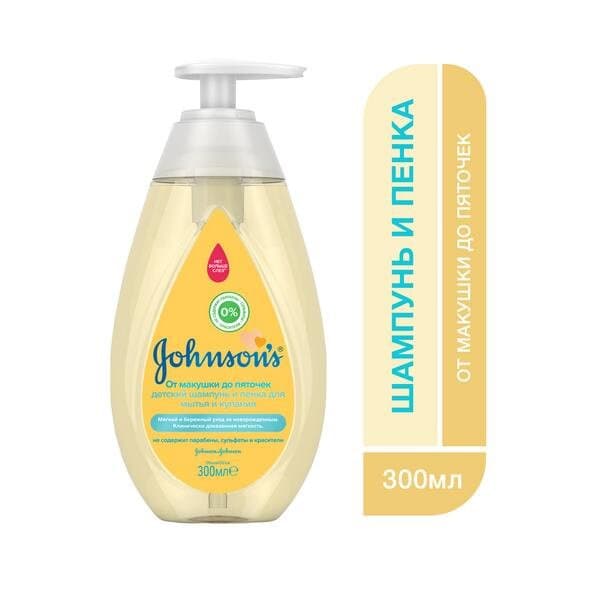 НЕТ
БОЛЬШЕ
СЛЕЗ
0%
Johnson's®
От макушки до пяточек
детский шампунь и пенка для
мытья и купания
Мягкий и бережный уход за новорожденным.
Клинически доказанная мягкость.
не содержит парабены, сульфаты и красители
Johnson & Johnson
300мл℮
ШАМПУНЬ И ПЕНКА
ОТ МАКУШКИ ДО ПЯТОЧЕК
300мл